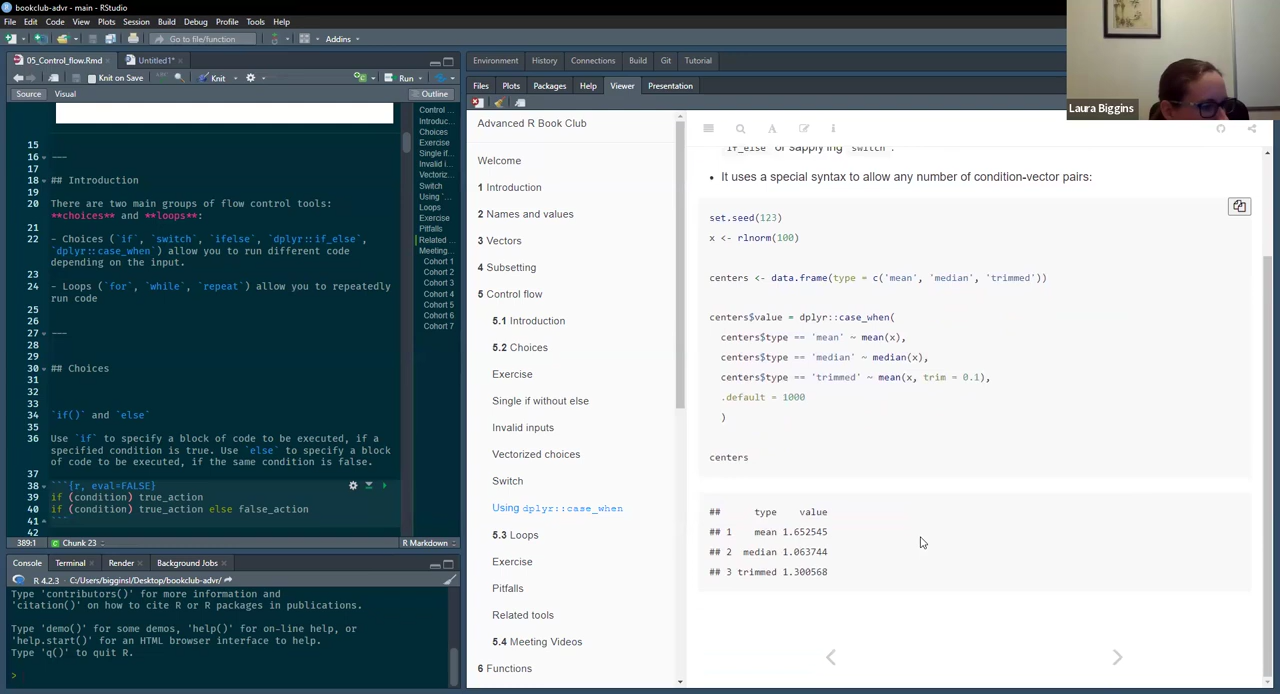 bookclub-advr - main - RStudio
File Edit Code View Plots Session Build Debug Profile Tools Help
Go to file/function
Addins
05_Control_flow.Rmd
Untitled1*
Knit on Save
Knit
Run
Source Visual
Outline
15
16 ---
17
18 ## Introduction
19
20 There are two main groups of flow control tools:
**choices** and **loops**:
21
22 - Choices (`if`, `switch`, `ifelse`, `dplyr::if_else`,
`dplyr::case_when`) allow you to run different code
depending on the input.
23
24 - Loops (`for`, `while`, `repeat`) allow you to repeatedly
run code
25
26
27 ---
28
29
30 ## Choices
31
32
33
34 `if()` and `else`
35
36 Use `if` to specify a block of code to be executed, if a
specified condition is true. Use `else` to specify a block
of code to be executed, if the same condition is false.
37
38 ```{r, eval=FALSE}
39 if (condition) true_action
40 if (condition) true_action else false_action
41 ```
42
389:1
Chunk 23
R Markdown
Control ...
Introduc...
Choices
Exercise
Single if...
Invalid i...
Vectoriz...
Switch
Using `...
Loops
Exercise
Pitfalls
Related ...
Meeting...
Cohort 1
Cohort 2
Cohort 3
Cohort 4
Cohort 5
Cohort 6
Cohort 7
Console Terminal Render Background Jobs
R 4.2.3 · C:/Users/bigginsl/Desktop/bookclub-advr/
Type 'contributors()' for more information and
'citation()' on how to cite R or R packages in publications.
Type 'demo()' for some demos, 'help()' for on-line help, or
'help.start()' for an HTML browser interface to help.
Type 'q()' to quit R.
>
Environment History Connections Build Git Tutorial
Files Plots Packages Help Viewer Presentation
Advanced R Book Club
Welcome
1 Introduction
2 Names and values
3 Vectors
4 Subsetting
5 Control flow
5.1 Introduction
5.2 Choices
Exercise
Single if without else
Invalid inputs
Vectorized choices
Switch
Using dplyr::case_when
5.3 Loops
Exercise
Pitfalls
Related tools
5.4 Meeting Videos
6 Functions
if_else or sapplying switch.
• It uses a special syntax to allow any number of condition-vector pairs:
set.seed(123)
x <- rlnorm(100)
centers <- data.frame(type = c('mean', 'median', 'trimmed'))
centers$value = dplyr::case_when(
centers$type == 'mean' ~ mean(x),
centers$type == 'median' ~ median(x),
centers$type == 'trimmed' ~ mean(x, trim = 0.1),
.default = 1000
)
centers
## type value
## 1 mean 1.652545
## 2 median 1.063744
## 3 trimmed 1.300568
Laura Biggins